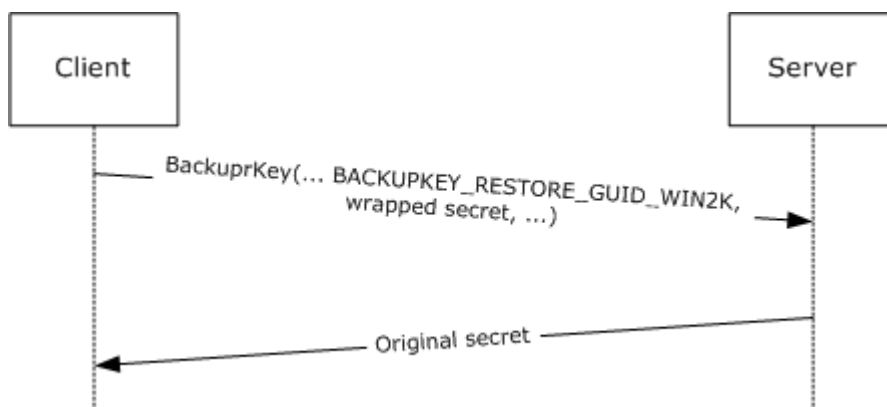 Client
Server
BackuprKey(... BACKUPKEY_RESTORE_GUID_WIN2K,
wrapped secret, ...)
Original secret